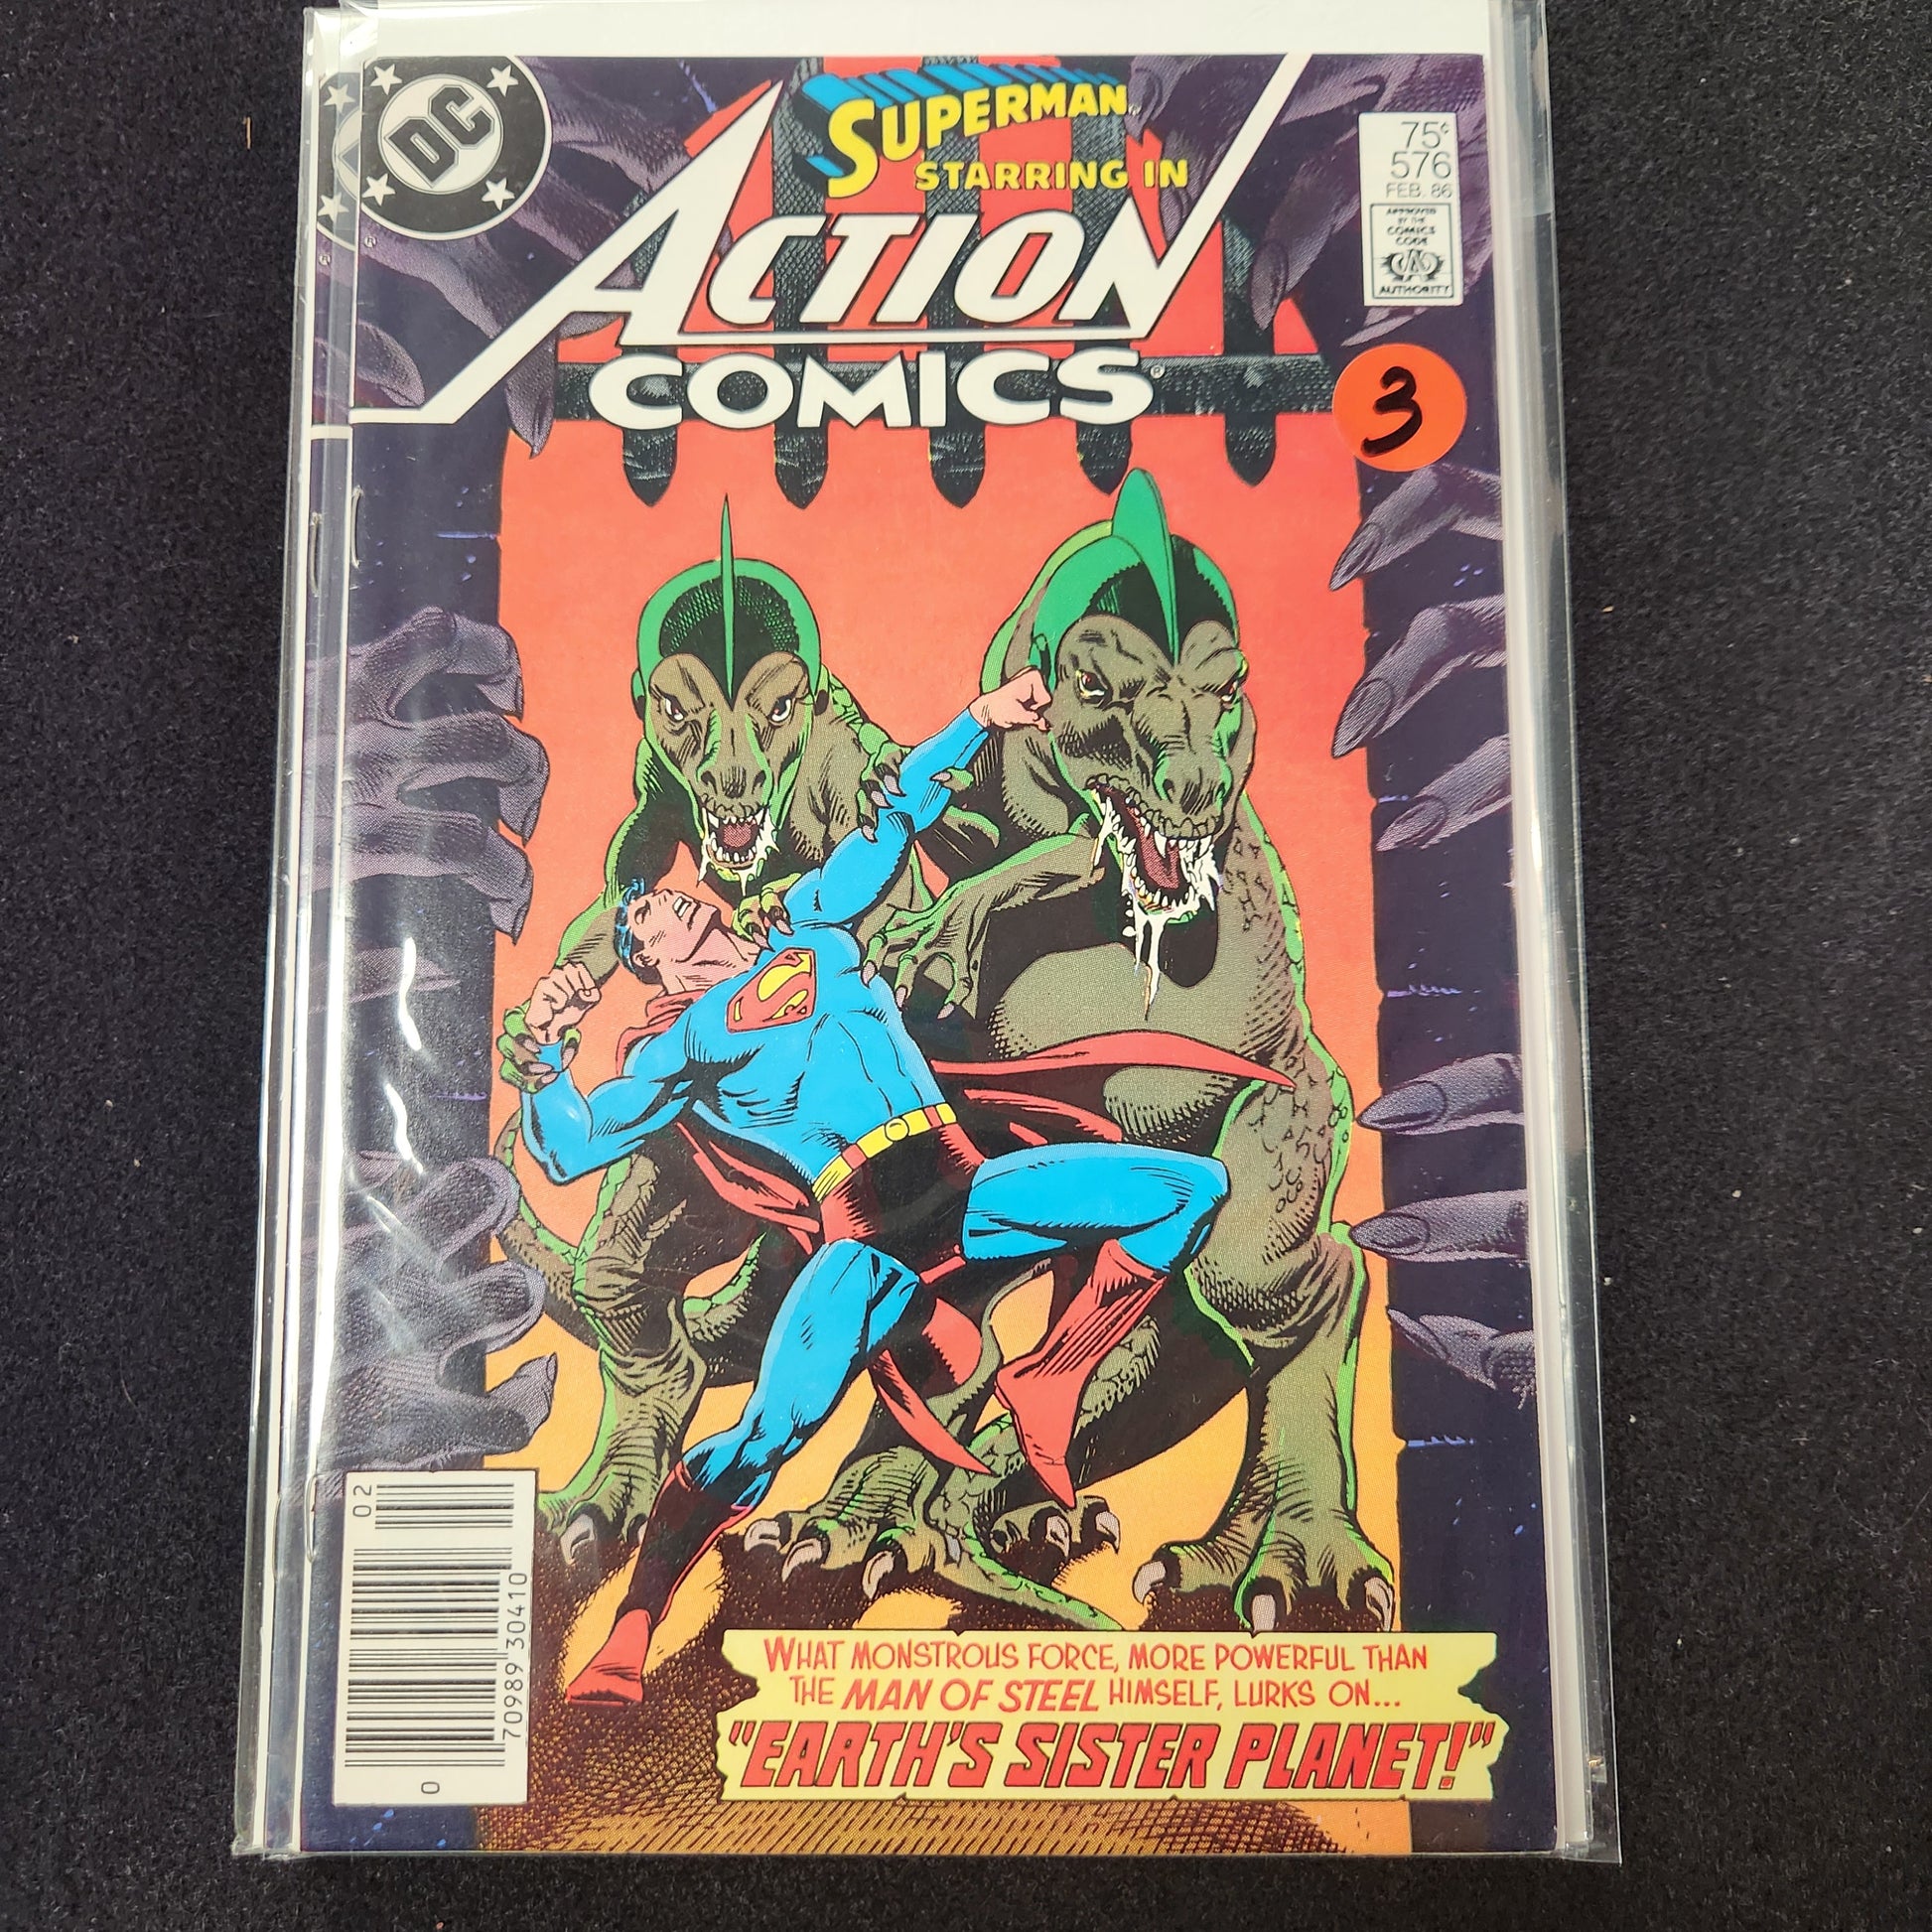 DC
SUPERMAN
STARRING IN
ACTION
COMICS®
75¢
576
FEB. 86
APPROVED
BY THE
COMICS
CODE
CA
AUTHORITY
3
®
®
02
70989 30410
0
WHAT MONSTROUS FORCE, MORE POWERFUL THAN
THE MAN OF STEEL HIMSELF, LURKS ON...
"EARTH'S SISTER PLANET!"